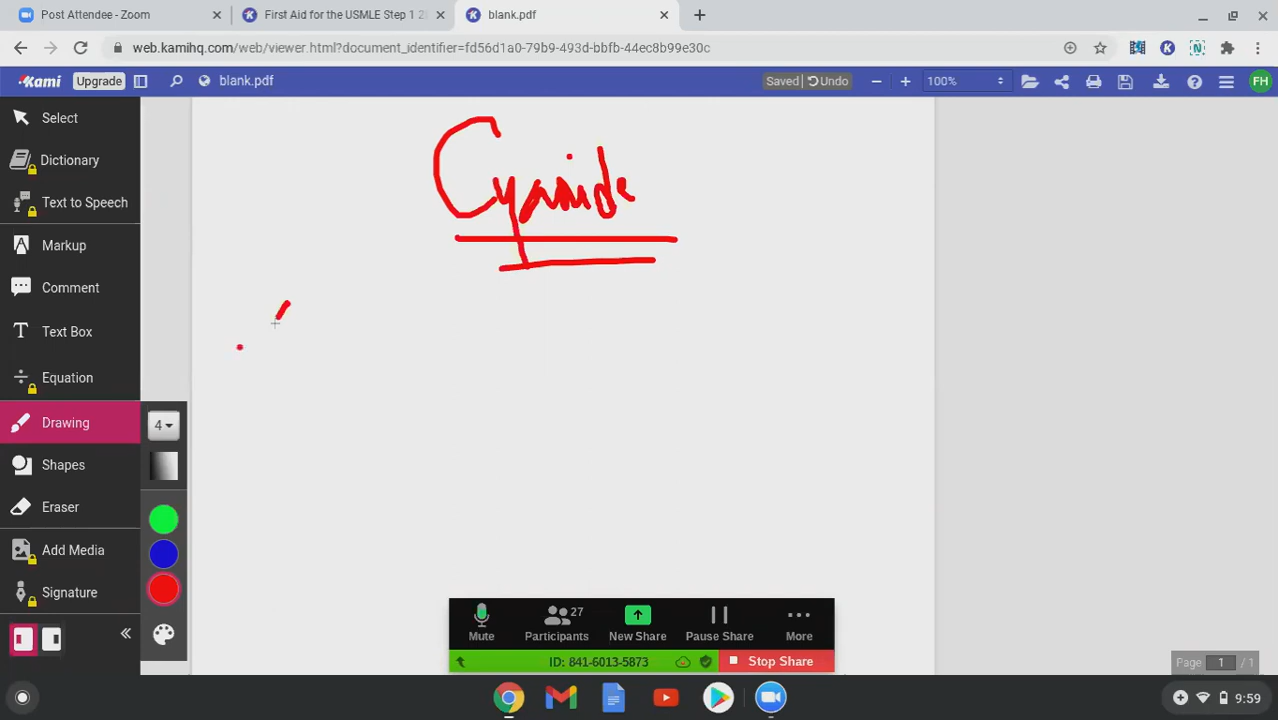 Post Attendee - Zoom
First Aid for the USMLE Step 1 2
blank.pdf
web.kamihq.com/web/viewer.html?document_identifier=fd56d1a0-79b9-493d-bbfb-44ec8b99e30c
Kami
Upgrade
blank.pdf
Saved
Undo
100%
FH
Select
Dictionary
Text to Speech
Markup
Comment
Text Box
Equation
Drawing
Shapes
Eraser
Add Media
Signature
4
Cyanide
27
Mute
Participants
New Share
Pause Share
More
ID: 841-6013-5873
Stop Share
Page 1 / 1
9:59